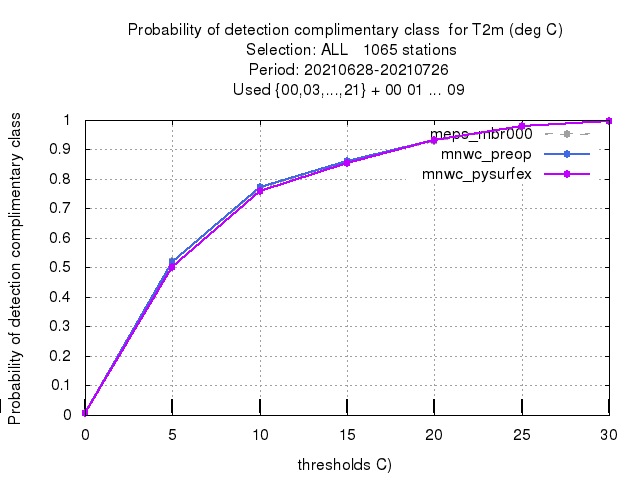 Probability of detection complimentary class  for T2m (deg C)
Selection: ALL   1065 stations
Period: 20210628-20210726
Used {00,03,...,21} + 00 01 ... 09
Probability of detection complimentary class
1
0.9
0.8
0.7
0.6
0.5
0.4
0.3
0.2
0.1
0
meps_mbr000
mnwc_preop
mnwc_pysurfex
0 5 10 15 20 25 30
thresholds C)